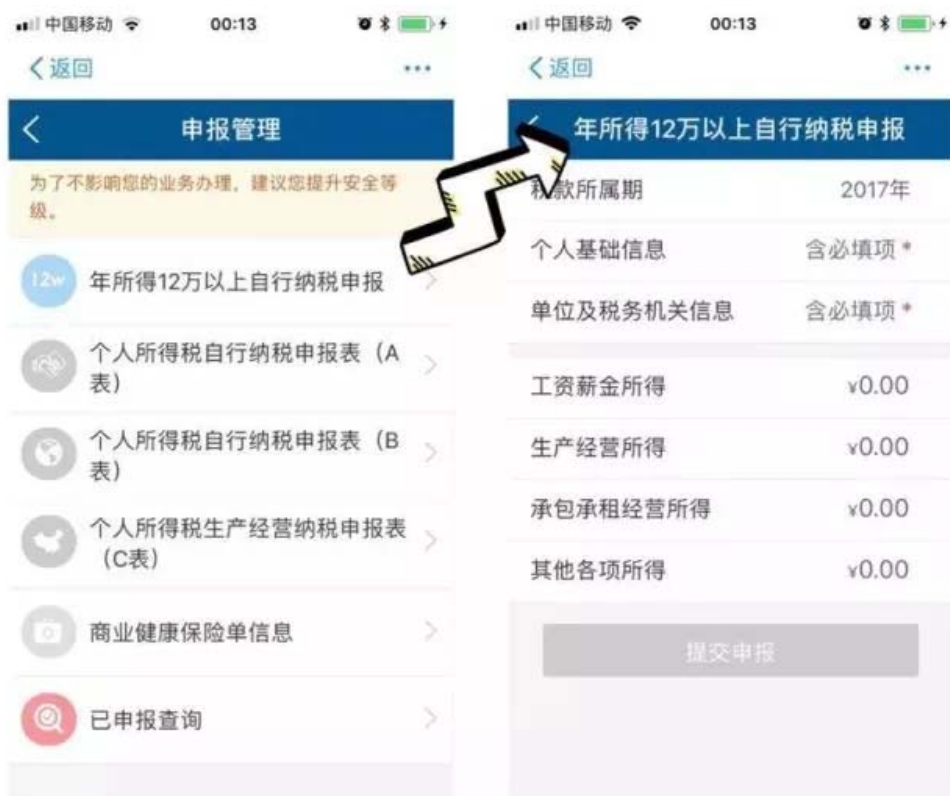 中国移动 00:13
返回
申报管理
为了不影响您的业务办理，建议您提升安全等
级。
12w 年所得12万以上自行纳税申报
个人所得税自行纳税申报表（A
表）
个人所得税自行纳税申报表（B
表）
个人所得税生产经营纳税申报表
（C表）
商业健康保险单信息
已申报查询
中国移动 00:13
返回
年所得12万以上自行纳税申报
税款所属期 2017年
个人基础信息 含必填项 *
单位及税务机关信息 含必填项 *
工资薪金所得 ¥0.00
生产经营所得 ¥0.00
承包承租经营所得 ¥0.00
其他各项所得 ¥0.00
提交申报